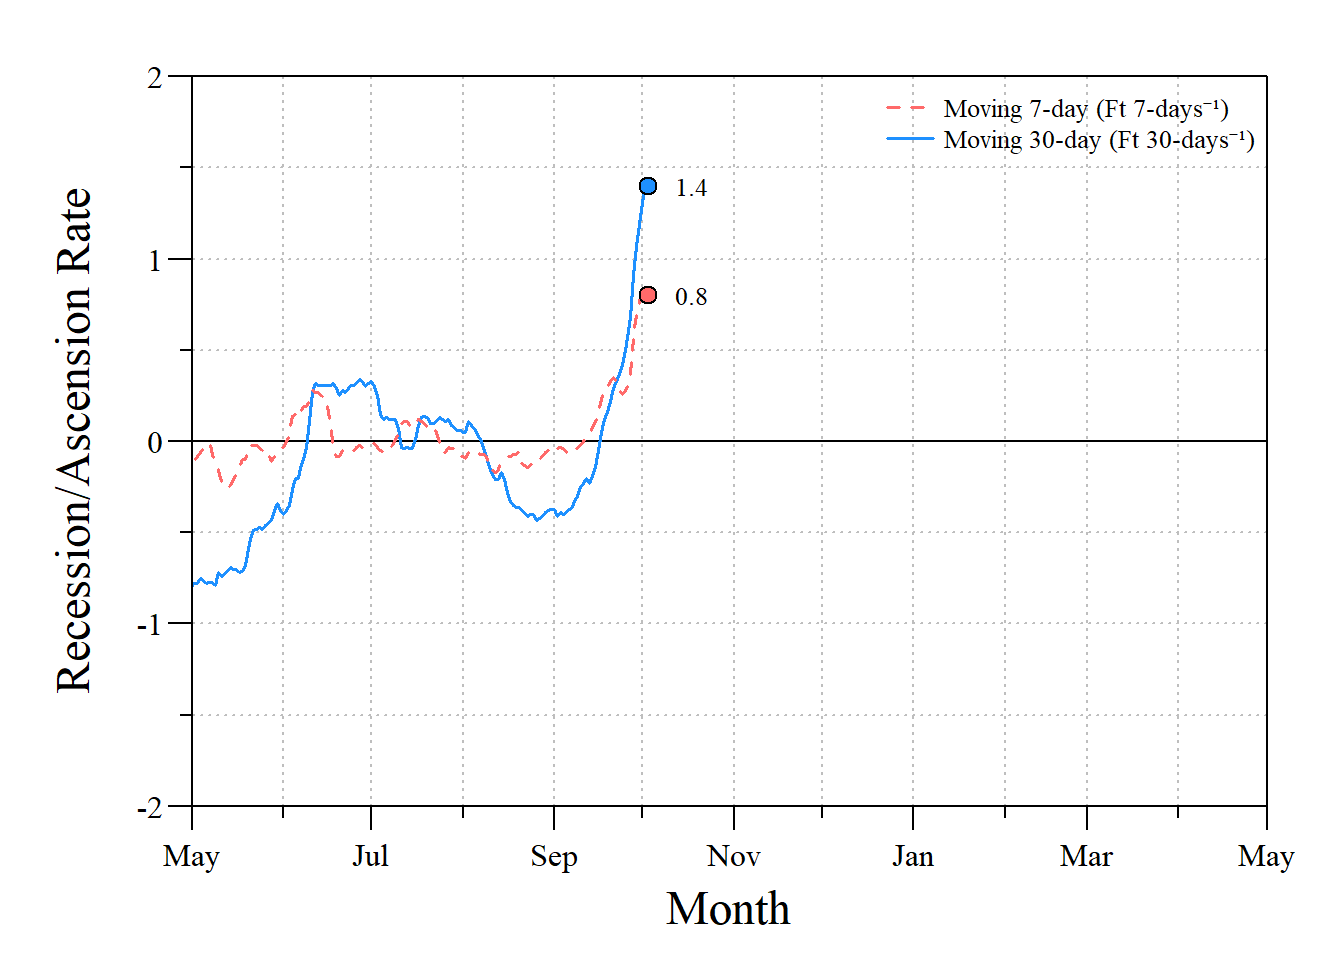 Recession/Ascension Rate
2
1
0
-1
-2
Moving 7-day (Ft 7-days⁻¹)
Moving 30-day (Ft 30-days⁻¹)
1.4
0.8
May Jul Sep Nov Jan Mar May
Month